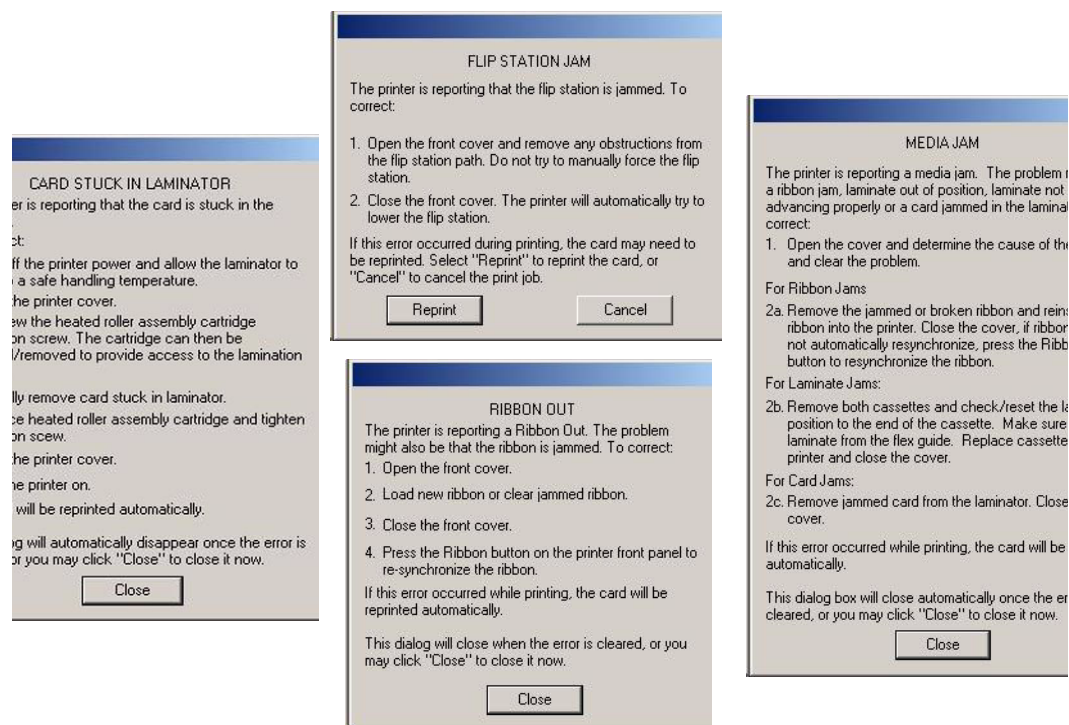 CARD STUCK IN LAMINATOR
er is reporting that the card is stuck in the
ct:
ff the printer power and allow the laminator to
a safe handling temperature.
he printer cover.
ew the heated roller assembly cartridge
on screw. The cartridge can then be
/removed to provide access to the lamination
lly remove card stuck in laminator.
ce heated roller assembly cartridge and tighten
on scew.
he printer cover.
he printer on.
will be reprinted automatically.
og will automatically disappear once the error is
or you may click "Close" to close it now.
Close
FLIP STATION JAM
The printer is reporting that the flip station is jammed. To
correct:
1. Open the front cover and remove any obstructions from
the flip station path. Do not try to manually force the flip
station.
2. Close the front cover. The printer will automatically try to
lower the flip station.
If this error occurred during printing, the card may need to
be reprinted. Select "Reprint" to reprint the card, or
"Cancel" to cancel the print job.
Reprint
Cancel
RIBBON OUT
The printer is reporting a Ribbon Out. The problem
might also be that the ribbon is jammed. To correct:
1. Open the front cover.
2. Load new ribbon or clear jammed ribbon.
3. Close the front cover.
4. Press the Ribbon button on the printer front panel to
re-synchronize the ribbon.
If this error occurred while printing, the card will be
reprinted automatically.
This dialog will close when the error is cleared, or you
may click "Close" to close it now.
Close
MEDIA JAM
The printer is reporting a media jam. The problem
a ribbon jam, laminate out of position, laminate not
advancing properly or a card jammed in the laminat
correct:
1. Open the cover and determine the cause of the
and clear the problem.
For Ribbon Jams
2a. Remove the jammed or broken ribbon and reins
ribbon into the printer. Close the cover, if ribbon
not automatically resynchronize, press the Ribb
button to resynchronize the ribbon.
For Laminate Jams:
2b. Remove both cassettes and check/reset the la
position to the end of the cassette. Make sure
laminate from the flex guide. Replace cassette
printer and close the cover.
For Card Jams:
2c. Remove jammed card from the laminator. Close
cover.
If this error occurred while printing, the card will be
automatically.
This dialog box will close automatically once the er
cleared, or you may click "Close" to close it now.
Close